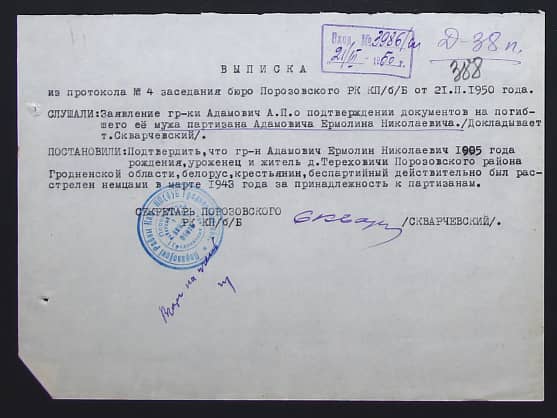 Вход. № 3986/
21/VI 1950 г.
Д-38 п.
388
ВЫПИСКА
из протокола № 4 заседания бюро Порозовского РК КП/б/Б от 21.П.1950 года.
СЛУШАЛИ:Заявление гр-ки Адамович А.П.о подтверждении документов на погиб-
шего её мужа партизана Адамовича Ермолина Николаевича./Докладывает
т.Скварчевский/.
ПОСТАНОВИЛИ:Подтвердить,что гр-н Адамович Ермолин Николаевич 1905 года
рождения,уроженец и житель д.Тереховичи Порозовского района
Гродненской области,белорус,крестьянин,беспартийный действительно был рас-
стрелен немцами в марте 1943 года за принадлежность к партизанам.
СЕКРЕТАРЬ ПОРОЗОВСКОГО
РК КП/б/Б
/СКВАРЧЕВСКИЙ/.